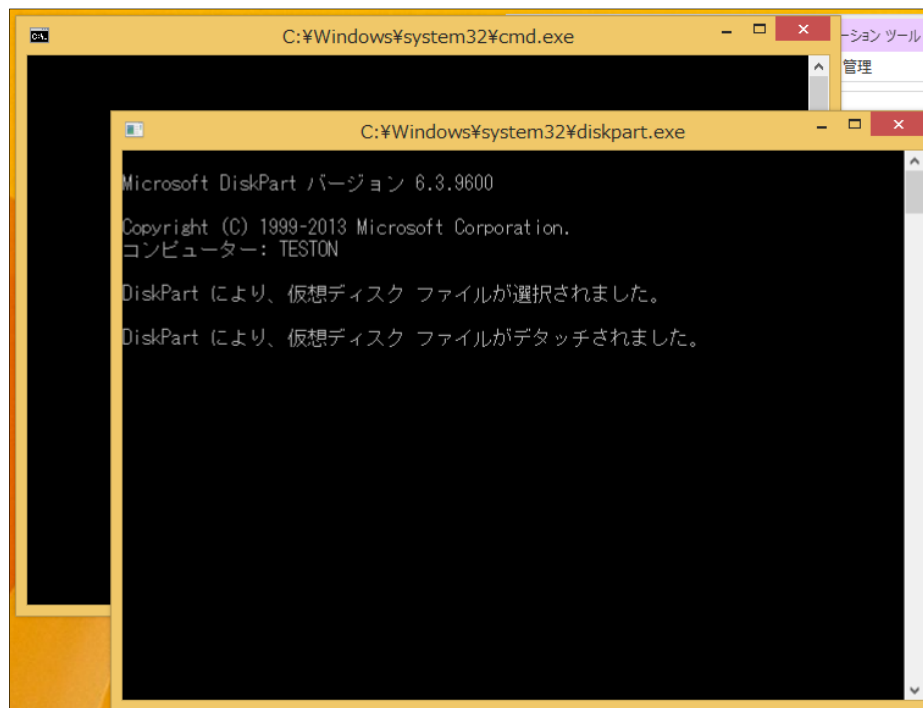 C:¥Windows¥system32¥cmd.exe
ーション ツール
管理
C:¥Windows¥system32¥diskpart.exe
Microsoft DiskPart バージョン 6.3.9600
Copyright (C) 1999-2013 Microsoft Corporation.
コンピューター: TESTON
DiskPart により、仮想ディスク ファイルが選択されました。
DiskPart により、仮想ディスク ファイルがデタッチされました。